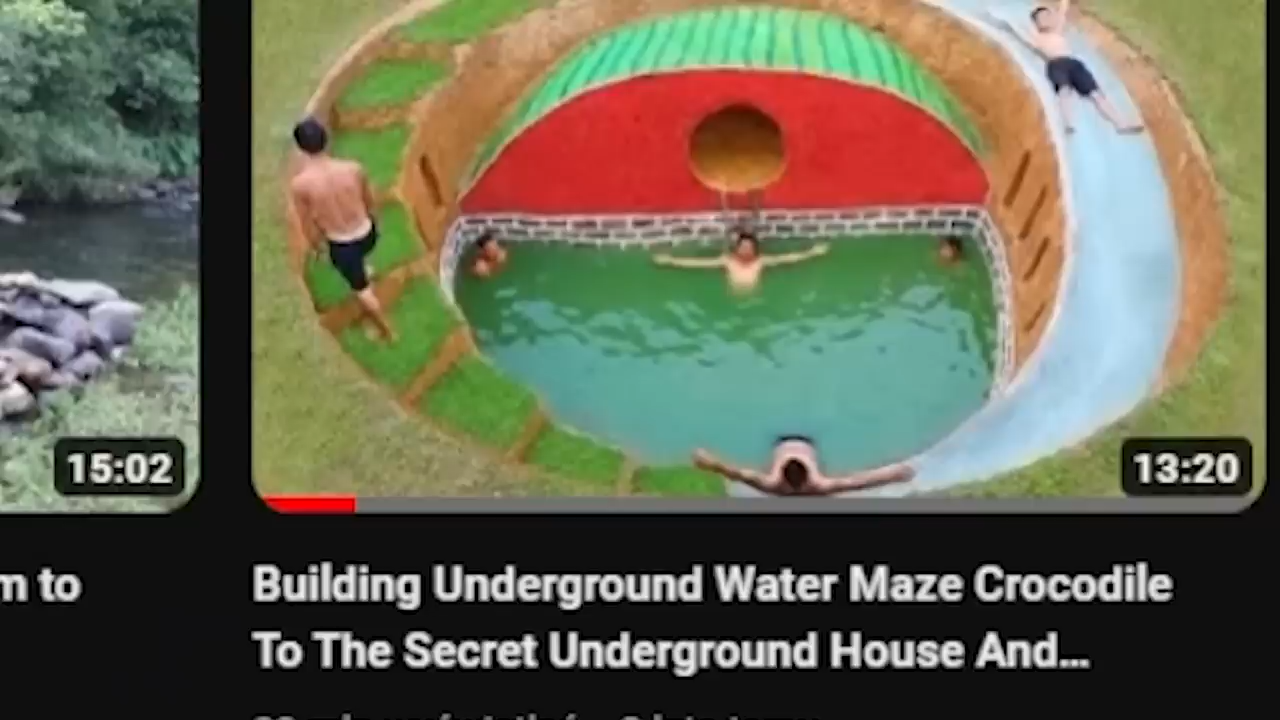 15:02
13:20
m to
Building Underground Water Maze Crocodile
To The Secret Underground House And...